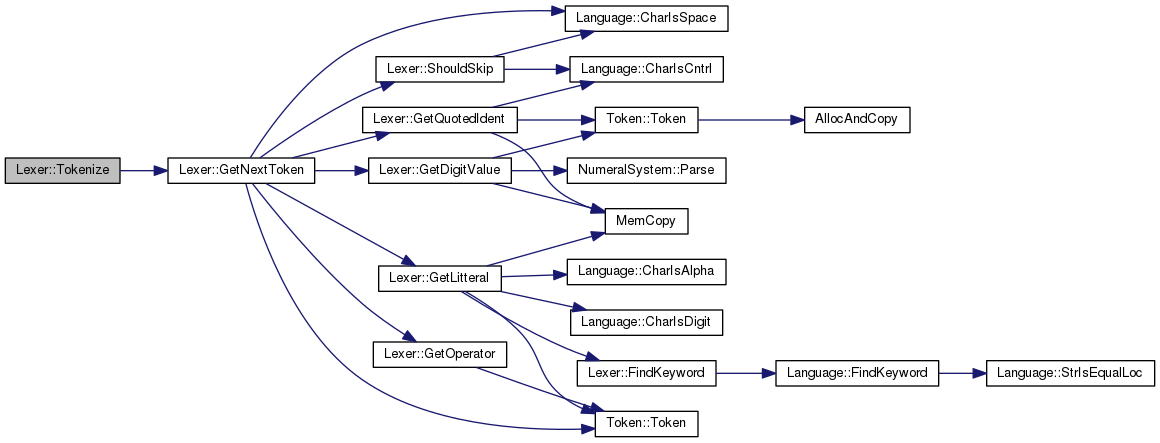 Lexer::Tokenize
Lexer::GetNextToken
Language::CharIsSpace
Lexer::ShouldSkip
Language::CharIsCntrl
Lexer::GetQuotedIdent
Token::Token
AllocAndCopy
Lexer::GetDigitValue
NumeralSystem::Parse
MemCopy
Lexer::GetLitteral
Language::CharIsAlpha
Language::CharIsDigit
Lexer::GetOperator
Lexer::FindKeyword
Language::FindKeyword
Language::StrIsEqualLoc
Token::Token